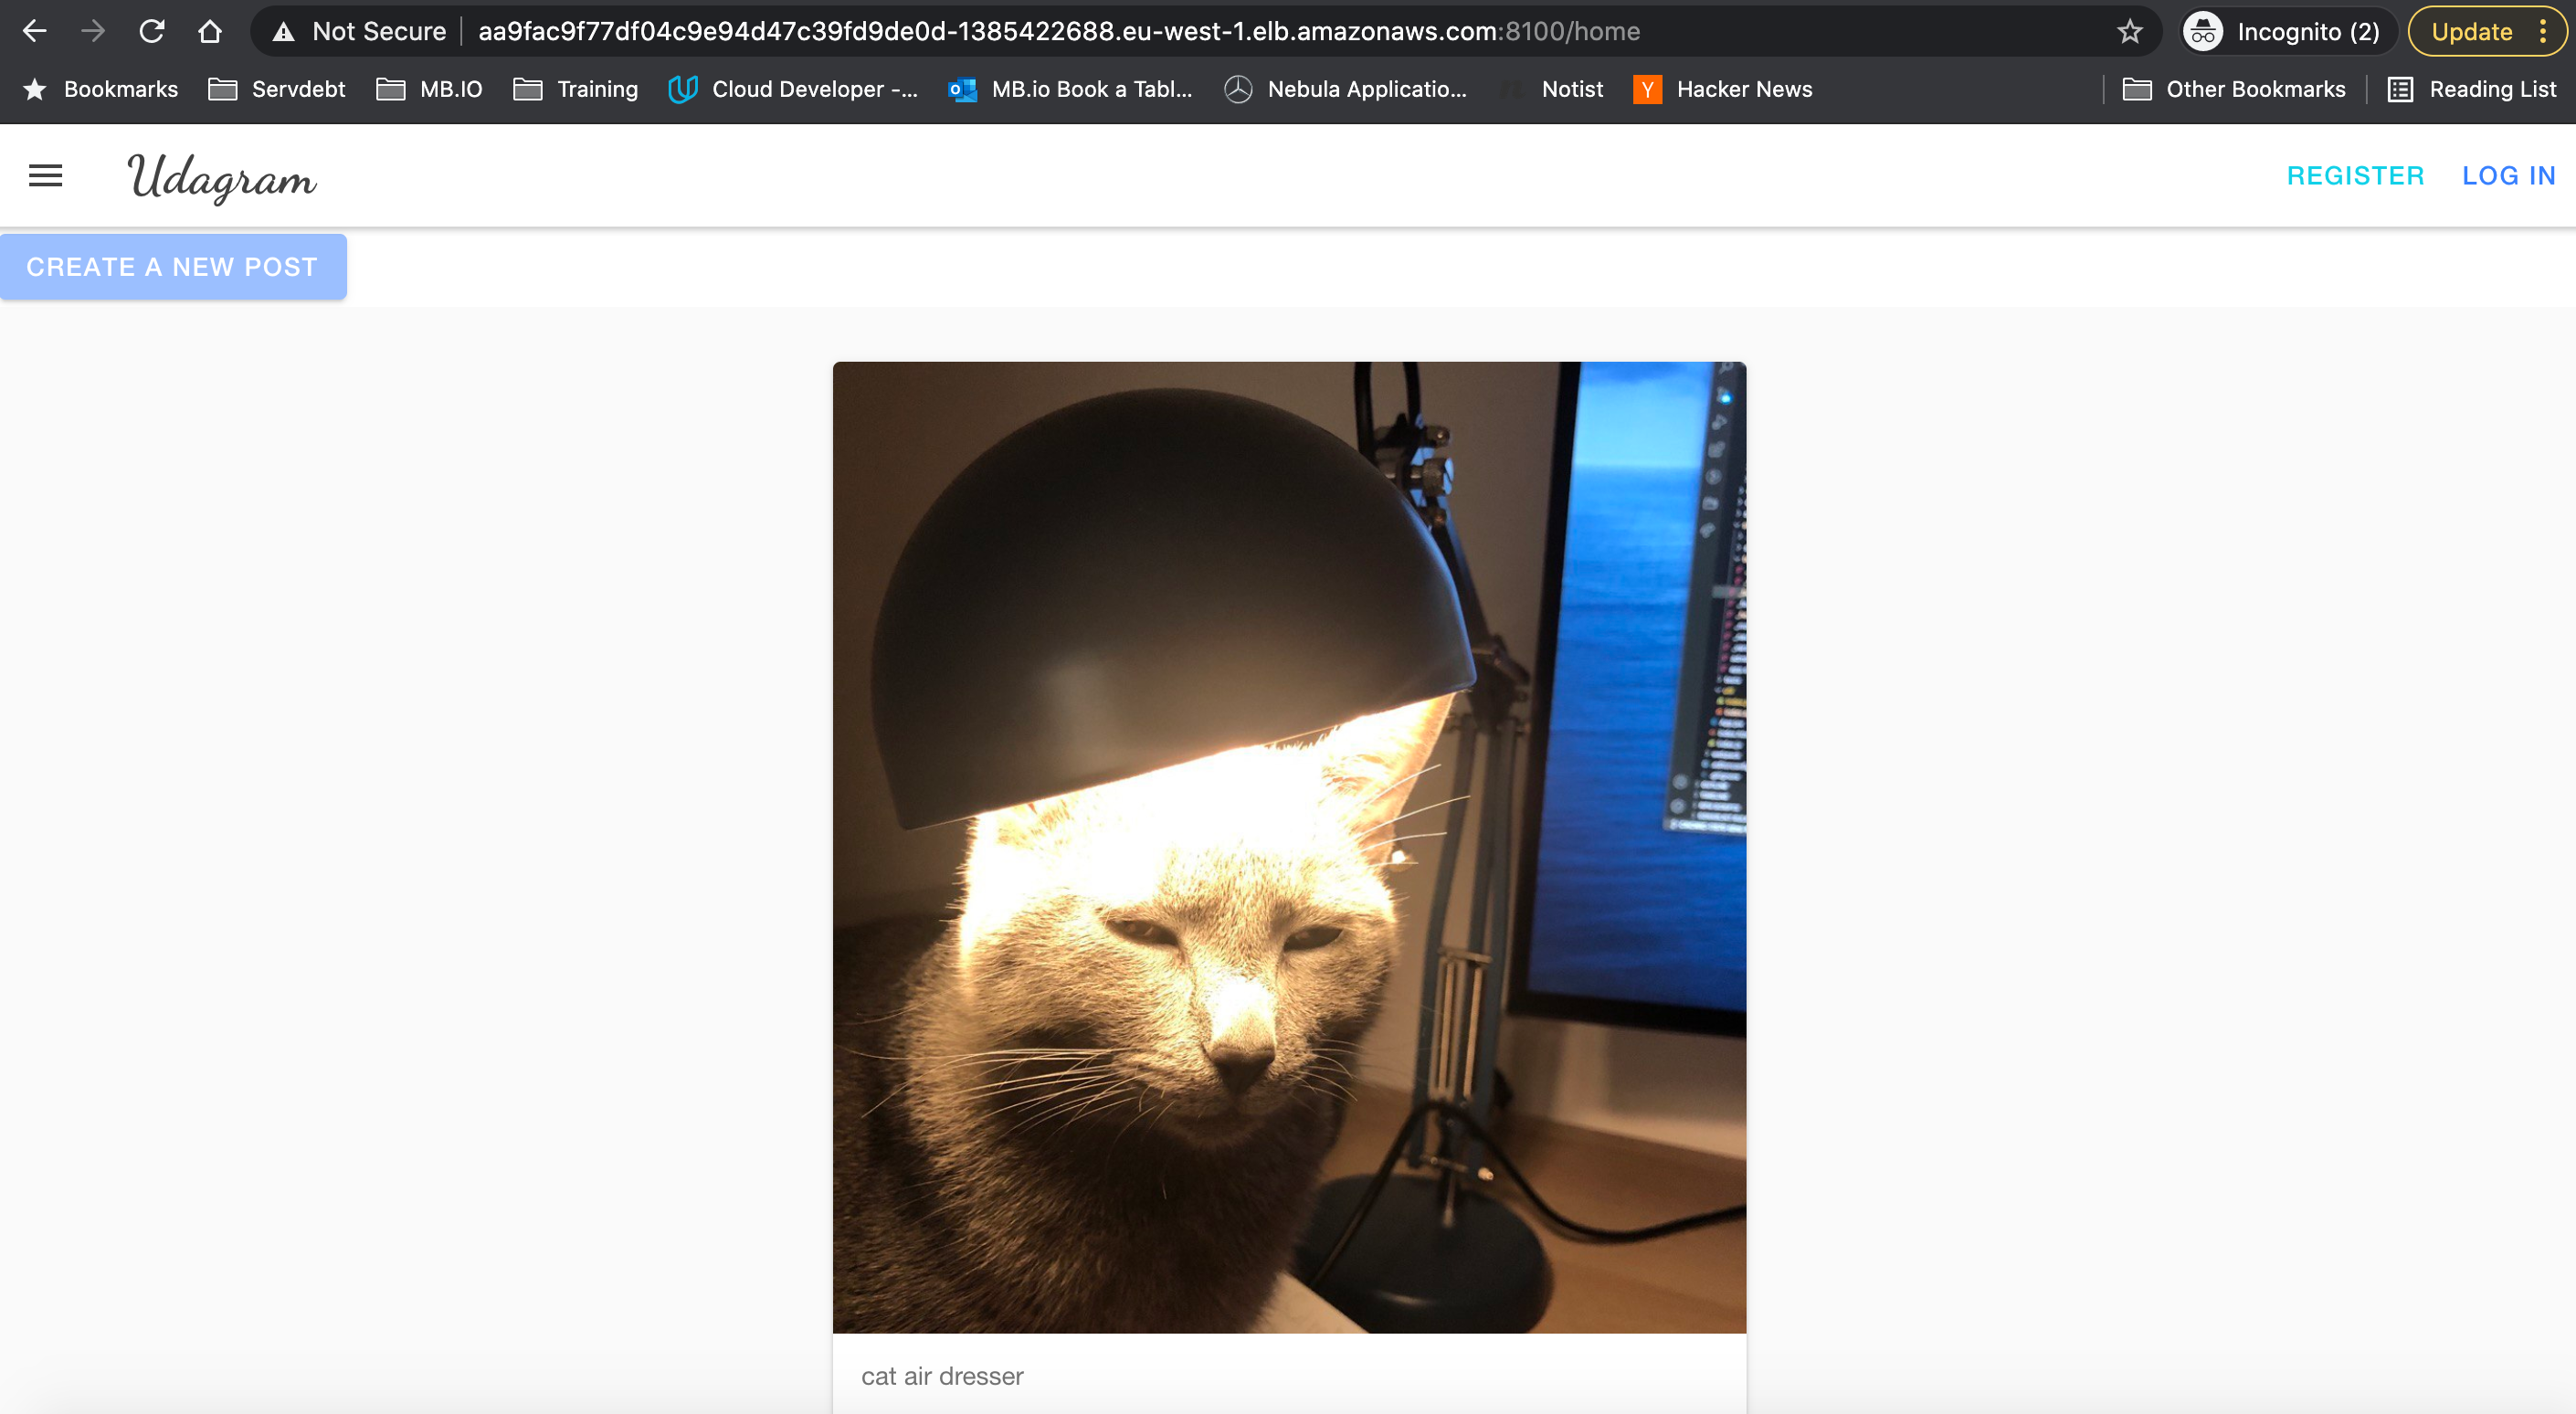 Not Secure aa9fac9f77df04c9e94d47c39fd9de0d-1385422688.eu-west-1.elb.amazonaws.com:8100/home Incognito (2) Update
Bookmarks Servdebt MB.IO Training Cloud Developer -... MB.io Book a Tabl... Nebula Applicatio... Notist Hacker News Other Bookmarks Reading List
Udagram REGISTER LOG IN
CREATE A NEW POST
cat air dresser